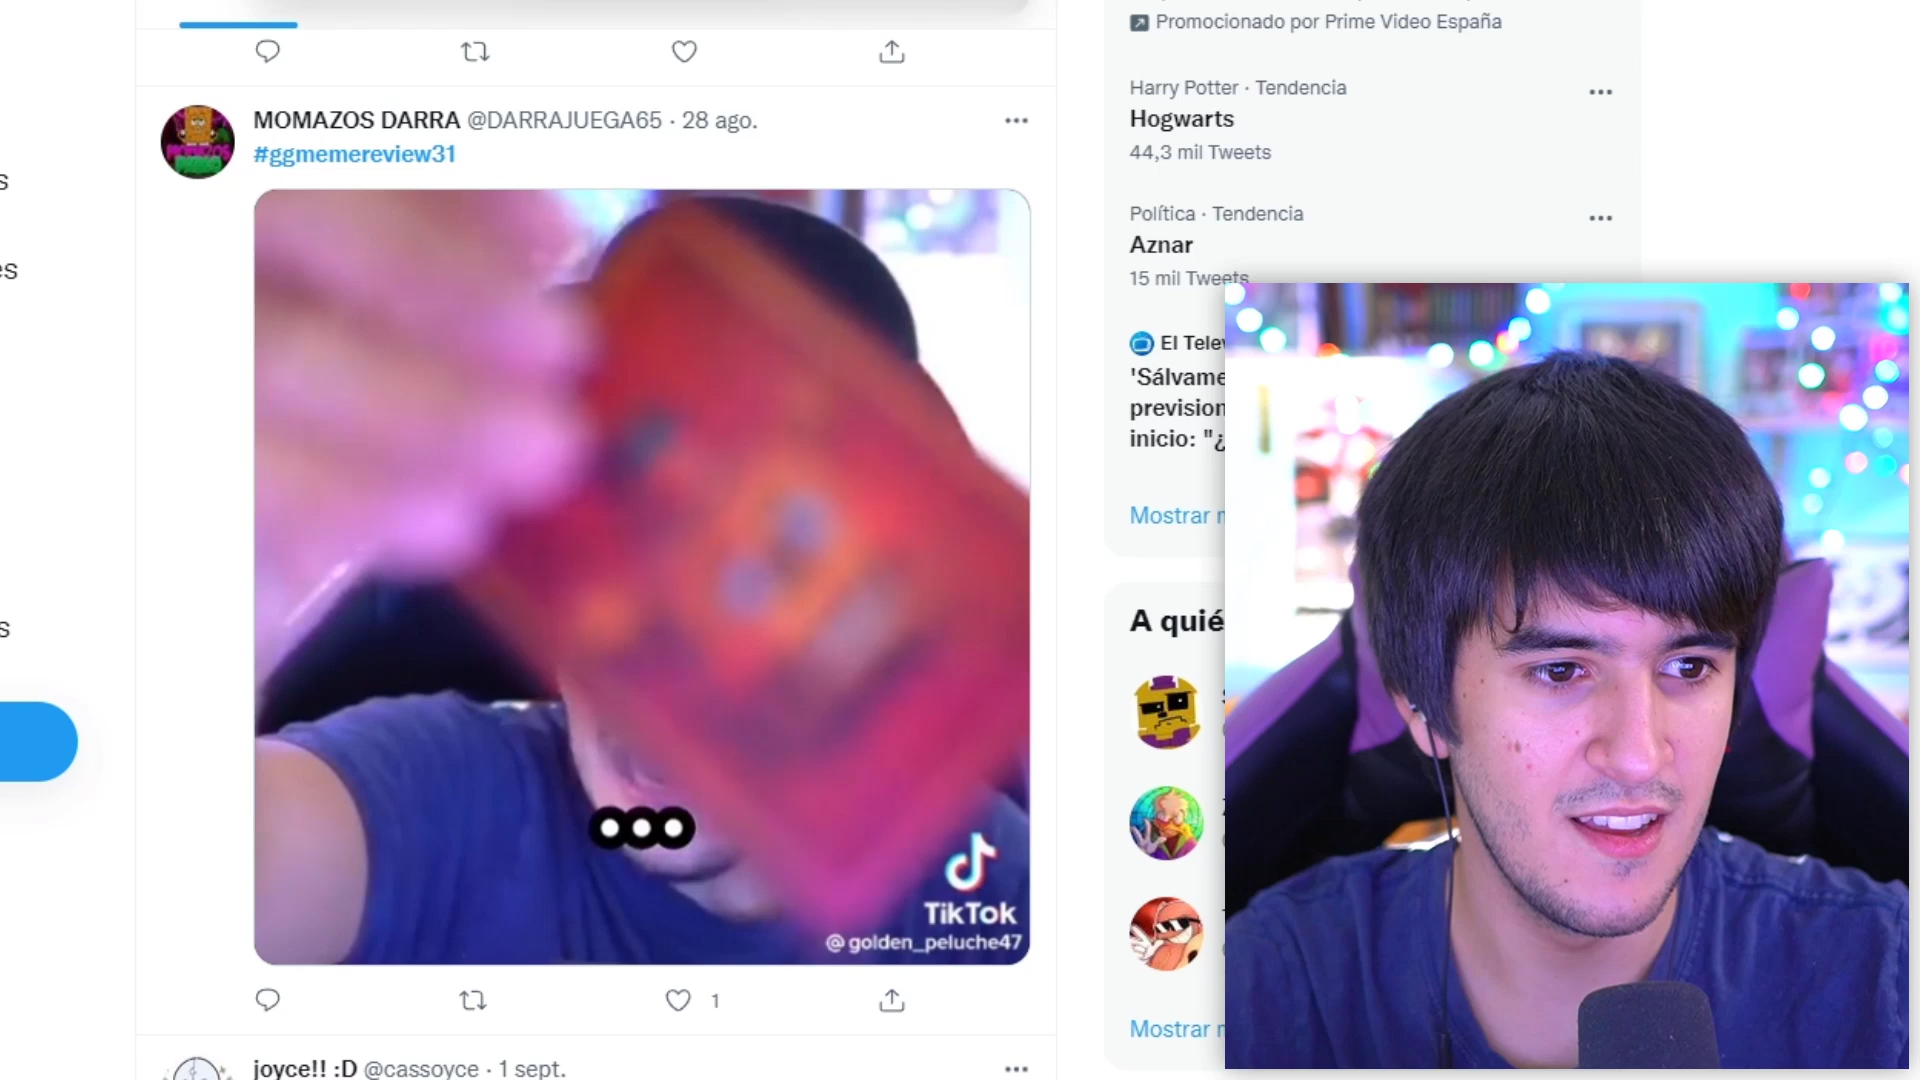 Promocionado por Prime Video España
Harry Potter · Tendencia
Hogwarts
44,3 mil Tweets
Política · Tendencia
Aznar
15 mil Tweets
MOMAZOS DARRA @DARRAJUEGA65 · 28 ago.
#ggmemereview31
'Sálvame
inicio: "¿
Mostrar
A quié
TikTok
@golden_peluche47
1
Mostrar
joyce!! :D @cassoyce · 1 sept.